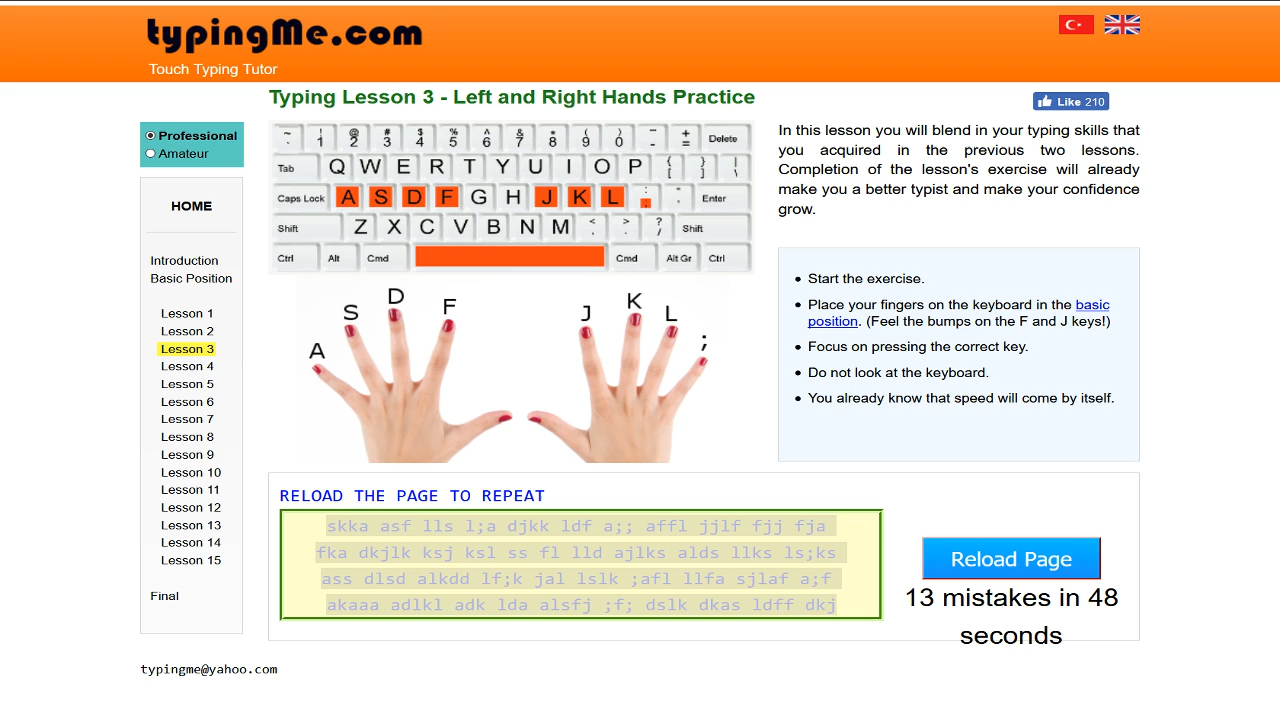 typingMe.com
Touch Typing Tutor
Typing Lesson 3 - Left and Right Hands Practice
Like 210
Professional
Amateur
HOME
Introduction
Basic Position
Lesson 1
Lesson 2
Lesson 3
Lesson 4
Lesson 5
Lesson 6
Lesson 7
Lesson 8
Lesson 9
Lesson 10
Lesson 11
Lesson 12
Lesson 13
Lesson 14
Lesson 15
Final
~ ! @ # $ % ^ & * ( ) _ +
` 1 2 3 4 5 6 7 8 9 0 - = Delete
Tab Q W E R T Y U I O P { [ } ] | \
Caps Lock A S D F G H J K L : ; " ' Enter
Shift Z X C V B N M < , > . ? / Shift
Ctrl Alt Cmd Cmd Alt Gr Ctrl
A S D F J K L ;
In this lesson you will blend in your typing skills that
you acquired in the previous two lessons.
Completion of the lesson's exercise will already
make you a better typist and make your confidence
grow.
• Start the exercise.
• Place your fingers on the keyboard in the basic
position. (Feel the bumps on the F and J keys!)
• Focus on pressing the correct key.
• Do not look at the keyboard.
• You already know that speed will come by itself.
RELOAD THE PAGE TO REPEAT
skka asf lls l;a djkk ldf a;; affl jjlf fjj fja
fka dkjlk ksj ksl ss fl lld ajlks alds llks ls;ks
ass dlsd alkdd lf;k jal lslk ;afl llfa sjlaf a;f
akaaa adlkl adk lda alsfj ;f; dslk dkas ldff dkj
Reload Page
13 mistakes in 48
seconds
typingme@yahoo.com